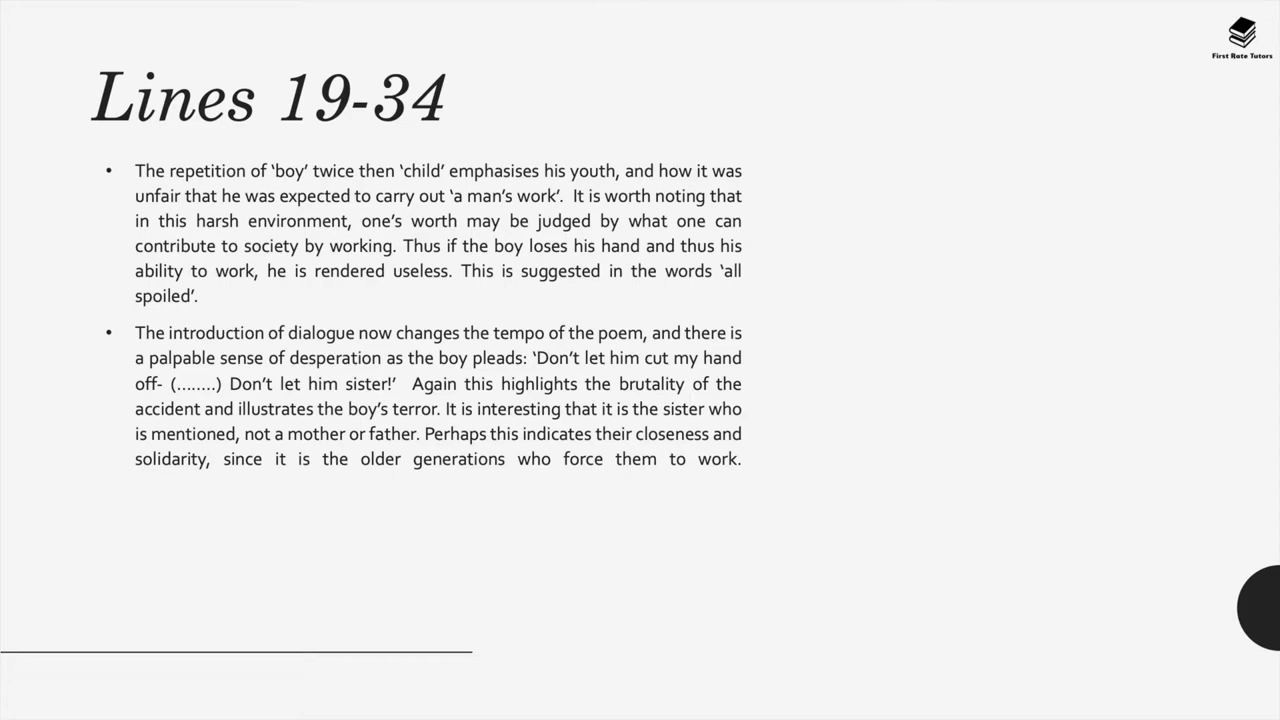 First Rate Tutors
Lines 19-34
• The repetition of ‘boy’ twice then ‘child’ emphasises his youth, and how it was
unfair that he was expected to carry out ‘a man’s work’. It is worth noting that
in this harsh environment, one’s worth may be judged by what one can
contribute to society by working. Thus if the boy loses his hand and thus his
ability to work, he is rendered useless. This is suggested in the words ‘all
spoiled’.
• The introduction of dialogue now changes the tempo of the poem, and there is
a palpable sense of desperation as the boy pleads: ‘Don’t let him cut my hand
off- (........) Don’t let him sister!’ Again this highlights the brutality of the
accident and illustrates the boy’s terror. It is interesting that it is the sister who
is mentioned, not a mother or father. Perhaps this indicates their closeness and
solidarity, since it is the older generations who force them to work.